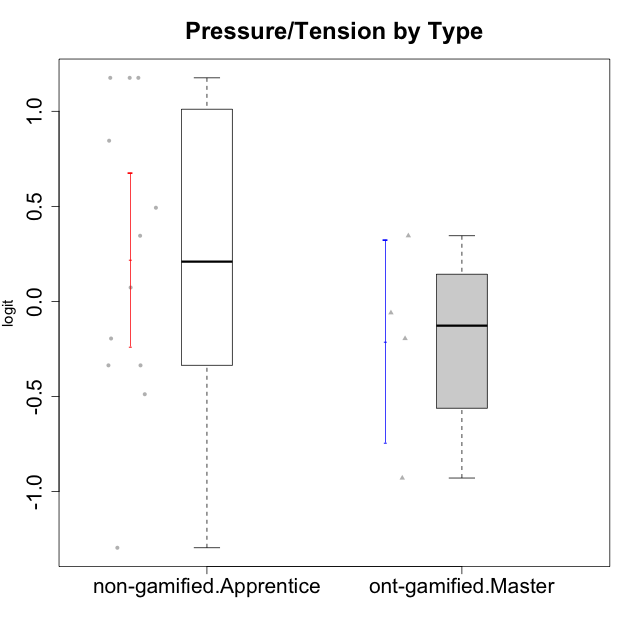 Pressure/Tension by Type
logit
1.0
0.5
0.0
-0.5
-1.0
non-gamified.Apprentice ont-gamified.Master